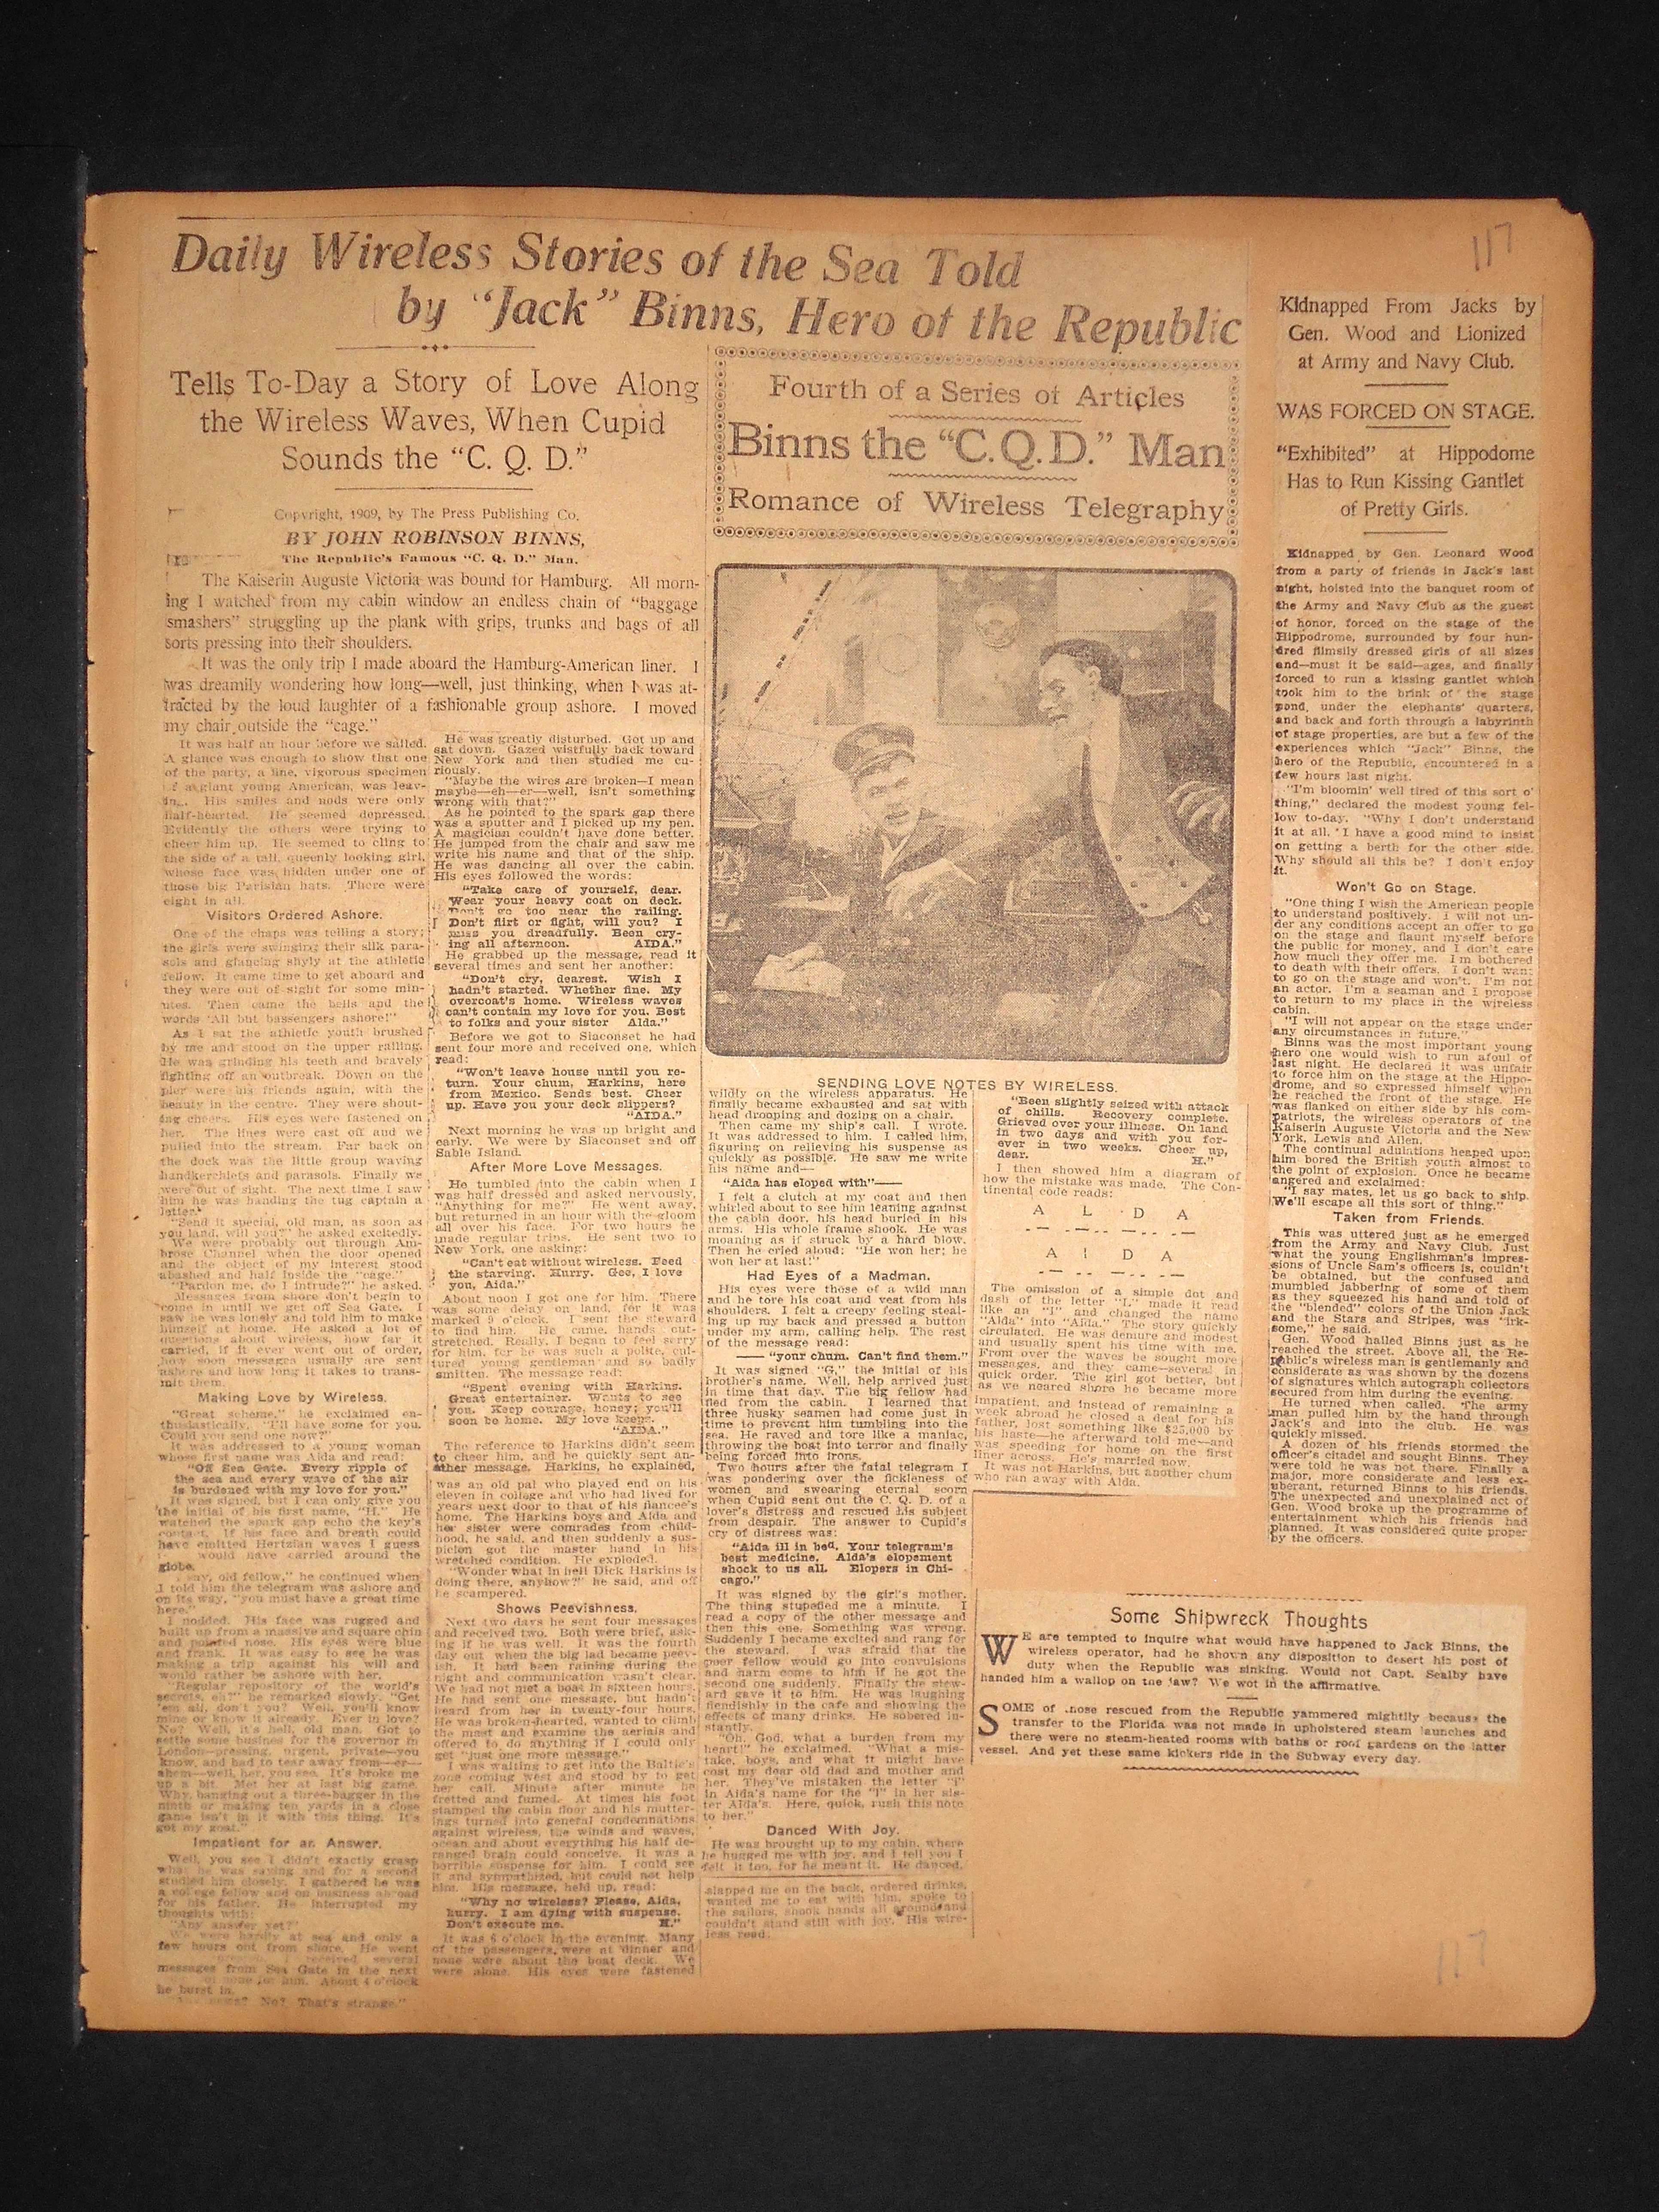 117
Daily Wireless Stories of the Sea Told
by "Jack" Binns, Hero of the Republic
Tells To-Day a Story of Love Along
the Wireless Waves, When Cupid
Sounds the "C. Q. D."
Fourth of a Series of Articles
Binns the "C.Q.D." Man
Romance of Wireless Telegraphy
Copyright, 1909, by The Press Publishing Co.
BY JOHN ROBINSON BINNS,
The Republic's Famous "C. Q. D." Man.
The Kaiserin Auguste Victoria was bound for Hamburg. All morn-
ing I watched from my cabin window an endless chain of "baggage
smashers" struggling up the plank with grips, trunks and bags of all
sorts pressing into their shoulders.
It was the only trip I made aboard the Hamburg-American liner. I
was dreamily wondering how long—well, just thinking, when I was at-
tracted by the loud laughter of a fashionable group ashore. I moved
my chair outside the "cage."
It was half an hour before we sailed.
A glance was enough to show that one
of the party, a fine, vigorous specimen
of a giant young American, was leav-
ing. His smiles and nods were only
half-hearted. He seemed depressed.
Evidently the others were trying to
cheer him up. He seemed to cling to
the side of a tall, queenly looking girl,
whose face was hidden under one of
those big Parisian hats. There were
eight in all.
Visitors Ordered Ashore.
One of the chaps was telling a story;
the girls were swinging their silk para-
sols and glancing shyly at the athletic
fellow. It came time to get aboard and
they were out of sight for some min-
utes. Then came the bells and the
words "All but passengers ashore!"
As I sat the athletic youth brushed
by me and stood on the upper railing.
He was grinding his teeth and bravely
fighting off an outbreak. Down on the
pier were his friends again, with the
beauty in the centre. They were shout-
ing cheers. His eyes were fastened on
her. The lines were cast off and we
pulled into the stream. Far back on
the dock was the little group waving
handkerchiefs and parasols. Finally we
were out of sight. The next time I saw
him he was handing the tug captain a
letter.
"Send it special, old man, as soon as
you land, will you?" he asked excitedly.
We were probably out through Am-
brose Channel when the door opened
and the object of my interest stood
abashed and half inside the "cage."
"Pardon me, do I intrude?" he asked.
Messages from shore don't begin to
come in until we get off Sea Gate. I
saw he was lonely and told him to make
himself at home. He asked a lot of
questions about wireless, how far it
carried, if it ever went out of order,
how soon messages usually are sent
ashore and how long it takes to trans-
mit them.
Making Love by Wireless.
"Great scheme," he exclaimed en-
thusiastically. "I'll have some for you.
Could you send one now?"
It was addressed to a young woman
whose first name was Aida and read:
"Off Sea Gate. Every ripple of
the sea and every wave of the air
is burdened with my love for you."
It was signed, but I can only give you
the initial of his first name, "H." He
watched the spark gap echo the key's
contact. If his face and breath could
have emitted Hertzian waves I guess
would have carried around the
globe.
say, old fellow," he continued when
I told him the telegram was ashore and
on its way, "you must have a great time
here."
I nodded. His face was rugged and
built up from a massive and square chin
and pointed nose. His eyes were blue
and frank. It was easy to see he was
making a trip against his will and
would rather be ashore with her.
"Regular repository of the world's
secrets, eh?" he remarked slowly. "Get
'em all, don't you? Well, you'll know
mine or know it already. Ever in love?
No? Well, it's hell, old man. Got to
settle some busines for the governor in
London—pressing, urgent, private—you
know, and had to tear away from—er—
ahem—well, her, you see. It's broke me
up a bit. Met her at last big game.
Why, banging out a three-bagger in the
ninth or making ten yards in a close
game isn't in it with this thing. It's
got my goat."
Impatient for an Answer.
Well, you see I didn't exactly grasp
what he was saying and for a second
studied him closely. I gathered he was
a college fellow and on business abroad
for his father. He interrupted my
thoughts with:
"Any answer yet?"
We were hardly at sea and only a
few hours out from shore. He went
received several
messages from Sea Gate in the next
none for him. About 4 o'clock
he burst in.
No? That's strange."
He was greatly disturbed. Got up and
sat down. Gazed wistfully back toward
New York and then studied me cu-
riously.
"Maybe the wires are broken—I mean
maybe—eh—er—well, isn't something
wrong with that?"
As he pointed to the spark gap there
was a sputter and I picked up my pen.
A magician couldn't have done better.
He jumped from the chair and saw me
write his name and that of the ship.
He was dancing all over the cabin.
His eyes followed the words:
"Take care of yourself, dear.
Wear your heavy coat on deck.
Don't go too near the railing.
Don't flirt or fight, will you? I
miss you dreadfully. Been cry-
ing all afternoon. AIDA."
He grabbed up the message, read it
several times and sent her another:
"Don't cry, dearest. Wish I
hadn't started. Whether fine. My
overcoat's home. Wireless waves
can't contain my love for you. Best
to folks and your sister Alda."
Before we got to Siaconset he had
sent four more and received one, which
read:
"Won't leave house until you re-
turn. Your chum, Harkins, here
from Mexico. Sends best. Cheer
up. Have you your deck slippers?
"AIDA."
Next morning he was up bright and
early. We were by Siaconset and off
Sable Island.
After More Love Messages.
He tumbled into the cabin when I
was half dressed and asked nervously,
"Anything for me?" He went away,
but returned in an hour with the gloom
all over his face. For two hours he
made regular trips. He sent two to
New York, one asking:
"Can't eat without wireless. Feed
the starving. Hurry. Gee, I love
you, Aida."
About noon I got one for him. There
was some delay on land, for it was
marked 9 o'clock. I sent the steward
to find him. He came, hands out-
stretched. Really, I began to feel sorry
for him, for he was such a polite, cul-
tured young gentleman and so badly
smitten. The message read:
"Spent evening with Harkins.
Great entertainer. Wants to see
you. Keep courage, honey; you'll
soon be home. My love keeps.
"AIDA."
The reference to Harkins didn't seem
to cheer him, and he quickly sent an-
other message. Harkins, he explained,
was an old pal who played end on his
eleven in college and who had lived for
years next door to that of his fiancee's
home. The Harkins boys and Aida and
her sister were comrades from child-
hood, he said, and then suddenly a sus-
picion got the master hand in his
wretched condition. He exploded.
"Wonder what in hell Dick Harkins is
doing there, anyhow?" he said, and off
he scampered.
Shows Peevishness.
Next two days he sent four messages
and received two. Both were brief, ask-
ing if he was well. It was the fourth
day out when the big lad became peev-
ish. It had been raining during the
night and communication wasn't clear.
We had not met a boat in sixteen hours.
He had sent one message, but hadn't
heard from her in twenty-four hours.
He was broken-hearted, wanted to climb
the mast and examine the aerials and
offered to do anything if I could only
get "just one more message."
I was waiting to get into the Baltic's
zone coming west and stood by to get
her call. Minute after minute he
fretted and fumed. At times his foot
stamped the cabin floor and his mutter-
ings turned into general condemnations
against wireless, the winds and waves,
ocean and about everything his half de-
ranged brain could conceive. It was a
horrible suspense for him. I could see
it and sympathized, but could not help
him. His message, held up, read:
"Why no wireless? Please, Aida,
hurry. I am dying with suspense.
Don't execute me. H."
It was 6 o'clock in the evening. Many
of the passengers were at dinner and
none were about the boat deck. We
were alone. His eyes were fastened
SENDING LOVE NOTES BY WIRELESS.
wildly on the wireless apparatus. He
finally became exhausted and sat with
head drooping and dozing on a chair.
Then came my ship's call. I wrote.
It was addressed to him. I called him,
figuring on relieving his suspense as
quickly as possible. He saw me write
his name and—
"Aida has eloped with"——
I felt a clutch at my coat and then
whirled about to see him leaning against
the cabin door, his head buried in his
arms. His whole frame shook. He was
moaning as if struck by a hard blow.
Then he cried aloud: "He won her; he
won her at last!"
Had Eyes of a Madman.
His eyes were those of a wild man
and he tore his coat and vest from his
shoulders. I felt a creepy feeling steal-
ing up my back and pressed a button
under my arm, calling help. The rest
of the message read:
—— "your chum. Can't find them."
It was signed "G," the initial of his
brother's name. Well, help arrived just
in time that day. The big fellow had
fled from the cabin. I learned that
three husky seamen had come just in
time to prevent him tumbling into the
sea. He raved and tore like a maniac,
throwing the boat into terror and finally
being forced into irons.
Two hours after the fatal telegram I
was pondering over the fickleness of
women and swearing eternal scorn
when Cupid sent out the C. Q. D. of a
lover's distress and rescued his subject
from despair. The answer to Cupid's
cry of distress was:
"Aida ill in bed. Your telegram's
best medicine. Alda's elopement
shock to us all. Elopers in Chi-
cago."
It was signed by the girl's mother.
The thing stupefied me a minute. I
read a copy of the other message and
then this one. Something was wrong.
Suddenly I became excited and rang for
the steward. I was afraid that the
poor fellow would go into convulsions
and harm come to him if he got the
second one suddenly. Finally the stew-
ard gave it to him. He was laughing
fiendishly in the cafe and showing the
effects of many drinks. He sobered in-
stantly.
"Oh, God, what a burden from my
heart!" he exclaimed. "What a mis-
take, boys, and what it might have
cost my dear old dad and mother and
her. They've mistaken the letter "i"
in Aida's name for the "l" in her sis-
ter Alda's. Here, quick, rush this note
to her."
Danced With Joy.
He was brought up to my cabin, where
he hugged me with joy, and I tell you I
felt it too, for he meant it. He danced,
slapped me on the back, ordered drinks,
wanted me to eat with him, spoke to
the sailors, shook hands all around and
couldn't stand still with joy. His wire-
less read:
"Been slightly seized with attack
of chills. Recovery complete.
Grieved over your illness. On land
in two days and with you for-
ever in two weeks. Cheer up,
dear. H."
I then showed him a diagram of
how the mistake was made. The Con-
tinental code reads:
A L D A
.- .-.. -.. .-
A I D A
.- .. -.. .-
The omission of a simple dot and
dash of the letter "L" made it read
like an "I" and changed the name
"Alda" into "Aida." The story quickly
circulated. He was demure and modest
and usually spent his time with me.
From over the waves he sought more
messages, and they came—several in
quick order. The girl got better, but
as we neared shore he became more
impatient, and instead of remaining a
week abroad he closed a deal for his
father, lost something like $25,000 by
his haste—he afterward told me—and
was speeding for home on the first
liner across. He's married now.
It was not Harkins, but another chum
who ran away with Alda.
Some Shipwreck Thoughts
WE are tempted to inquire what would have happened to Jack Binns, the
wireless operator, had he shown any disposition to desert his post of
duty when the Republic was sinking. Would not Capt. Sealby have
handed him a wallop on the jaw? We wot in the affirmative.
SOME of those rescued from the Republic yammered mightily because the
transfer to the Florida was not made in upholstered steam launches and
there were no steam-heated rooms with baths or roof gardens on the latter
vessel. And yet these same kickers ride in the Subway every day.
Kidnapped From Jacks by
Gen. Wood and Lionized
at Army and Navy Club.
WAS FORCED ON STAGE.
"Exhibited" at Hippodome
Has to Run Kissing Gantlet
of Pretty Girls.
Kidnapped by Gen. Leonard Wood
from a party of friends in Jack's last
night, hoisted into the banquet room of
the Army and Navy Club as the guest
of honor, forced on the stage of the
Hippodrome, surrounded by four hun-
dred flimsily dressed girls of all sizes
and—must it be said—ages, and finally
forced to run a kissing gantlet which
took him to the brink of the stage
pond, under the elephants' quarters,
and back and forth through a labyrinth
of stage properties, are but a few of the
experiences which "Jack" Binns, the
hero of the Republic, encountered in a
few hours last night.
"I'm bloomin' well tired of this sort o'
thing," declared the modest young fel-
low to-day. "Why I don't understand
it at all. I have a good mind to insist
on getting a berth for the other side.
Why should all this be? I don't enjoy
it.
Won't Go on Stage.
"One thing I wish the American people
to understand positively. I will not un-
der any conditions accept an offer to go
on the stage and flaunt myself before
the public for money, and I don't care
how much they offer me. I'm bothered
to death with their offers. I don't want
to go on the stage and won't. I'm not
an actor. I'm a seaman and I propose
to return to my place in the wireless
cabin.
"I will not appear on the stage under
any circumstances in future."
Binns was the most important young
hero one would wish to run afoul of
last night. He declared it was unfair
to force him on the stage at the Hippo-
drome, and so expressed himself when
he reached the front of the stage. He
was flanked on either side by his com-
patriots, the wireless operators of the
Kaiserin Auguste Victoria and the New
York, Lewis and Allen.
The continual adulations heaped upon
him bored the British youth almost to
the point of explosion. Once he became
angered and exclaimed:
"I say mates, let us go back to ship.
We'll escape all this sort of thing."
Taken from Friends.
This was uttered just as he emerged
from the Army and Navy Club. Just
what the young Englishman's impres-
sions of Uncle Sam's officers is, couldn't
be obtained, but the confused and
mumbled jabbering of some of them
as they squeezed his hand and told of
the "blended" colors of the Union Jack
and the Stars and Stripes, was "irk-
some," he said.
Gen. Wood hailed Binns just as he
reached the street. Above all, the Re-
public's wireless man is gentlemanly and
considerate as was shown by the dozens
of signatures which autograph collectors
secured from him during the evening.
He turned when called. The army
man pulled him by the hand through
Jack's and into the club. He was
quickly missed.
A dozen of his friends stormed the
officer's citadel and sought Binns. They
were told he was not there. Finally a
major, more considerate and less ex-
uberant, returned Binns to his friends.
The unexpected and unexplained act of
Gen. Wood broke up the programme of
entertainment which his friends had
planned. It was considered quite proper
by the officers.
117